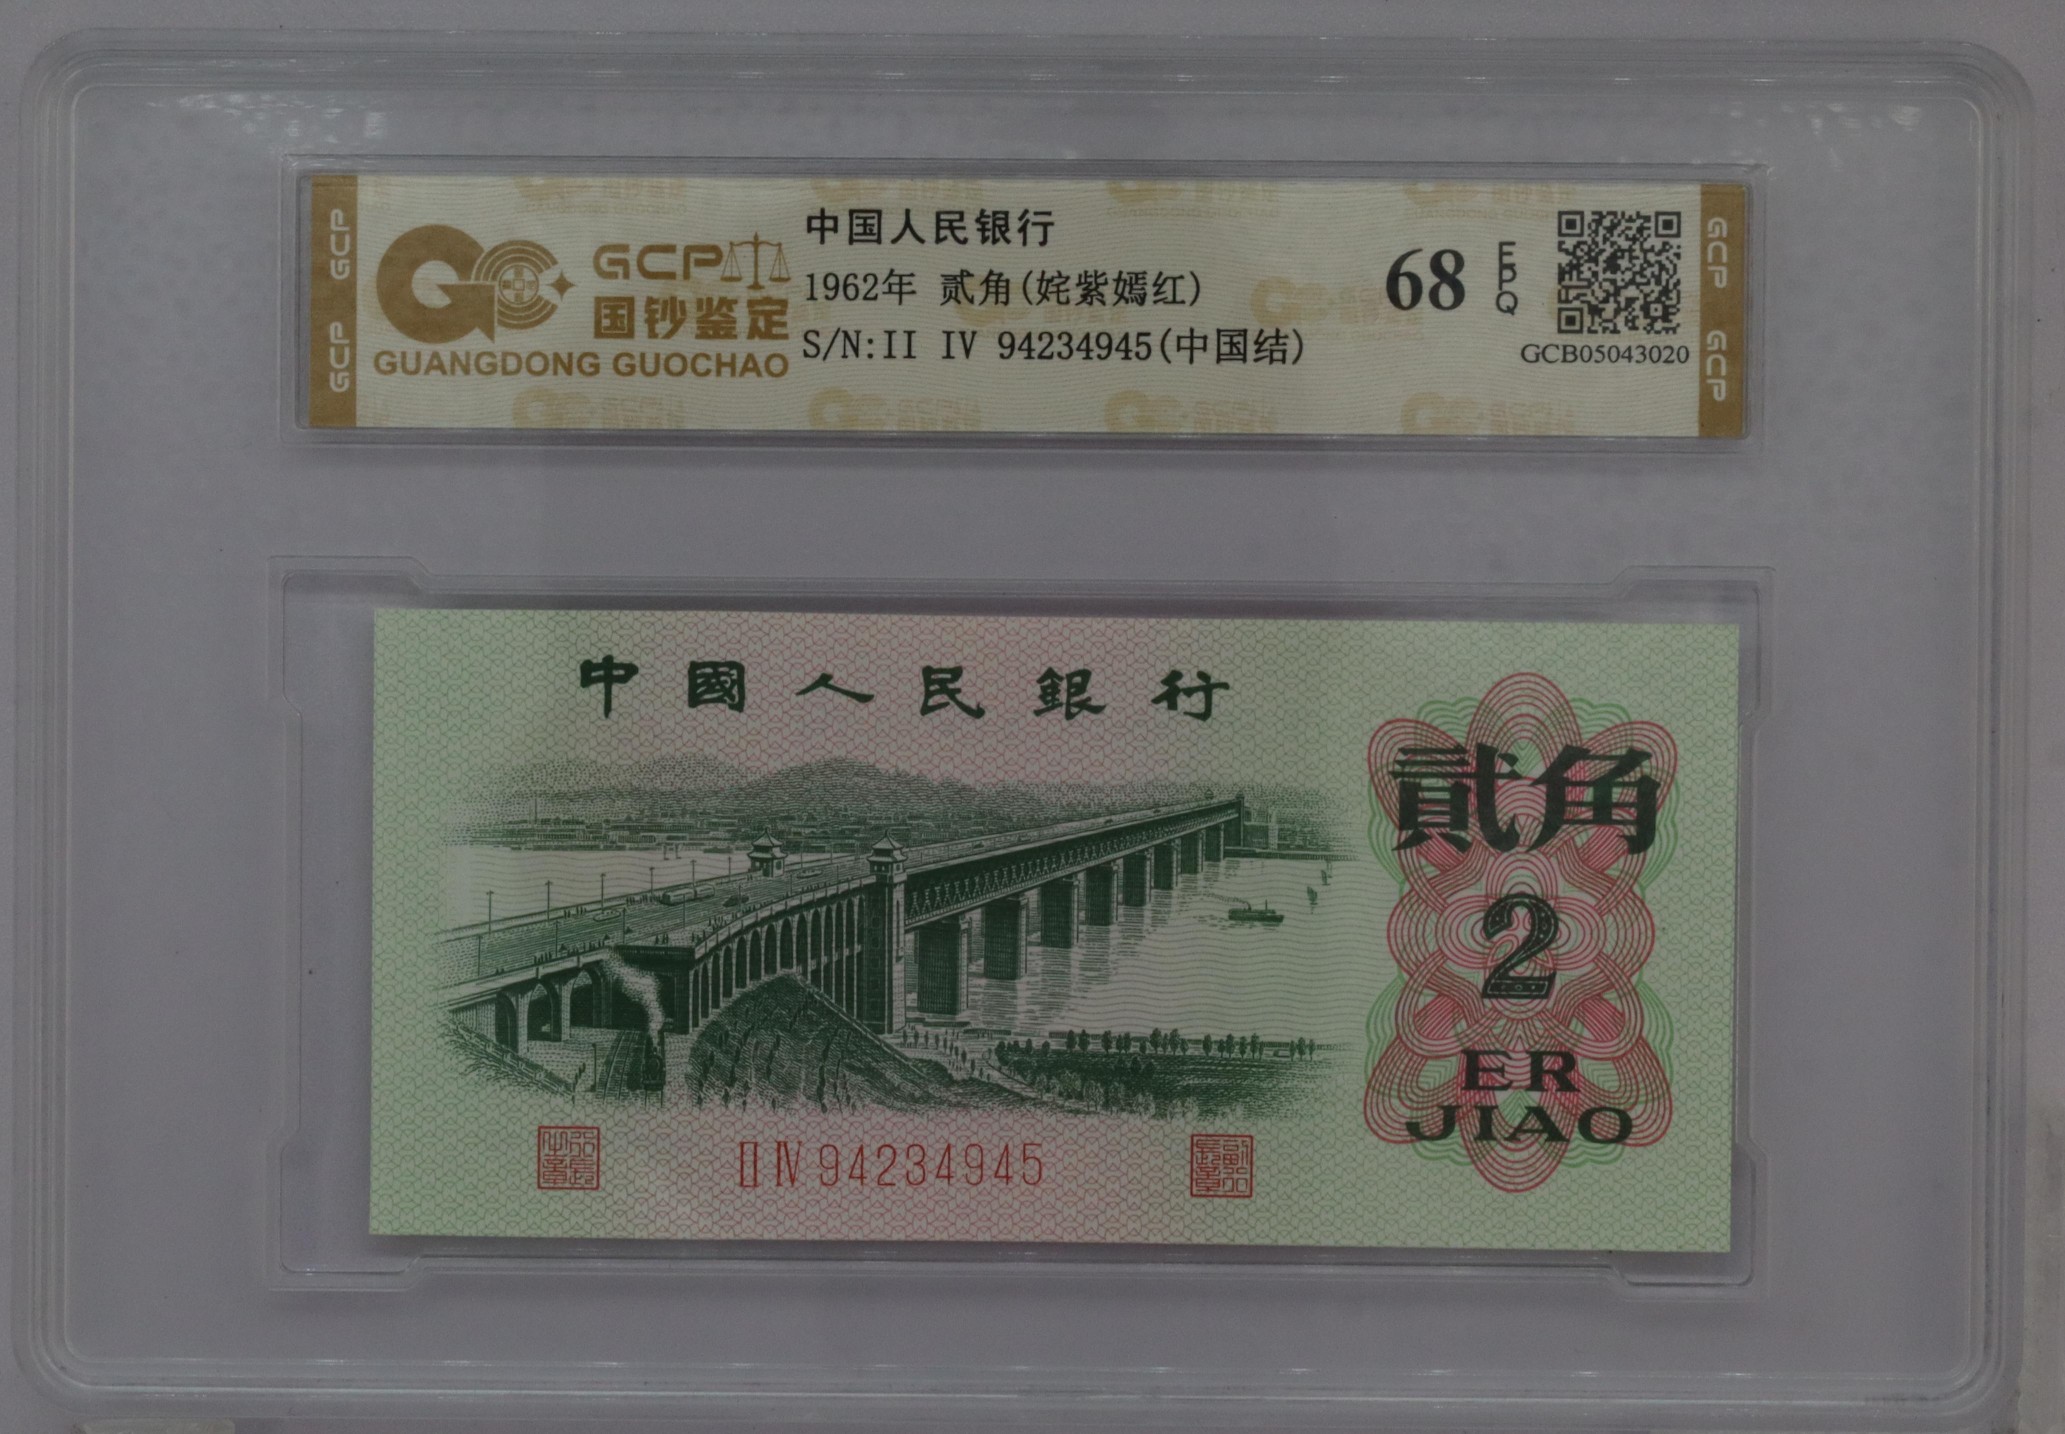 GCP GCP
GCP
国钞鉴定
GUANGDONG GUOCHAO
中国人民银行
1962年 贰角(姹紫嫣红)
S/N:II IV 94234945(中国结)
68 EPQ
GCB05043020
GCP GCP
中國人民銀行
貳角
2
ER
JIAO
II IV 94234945